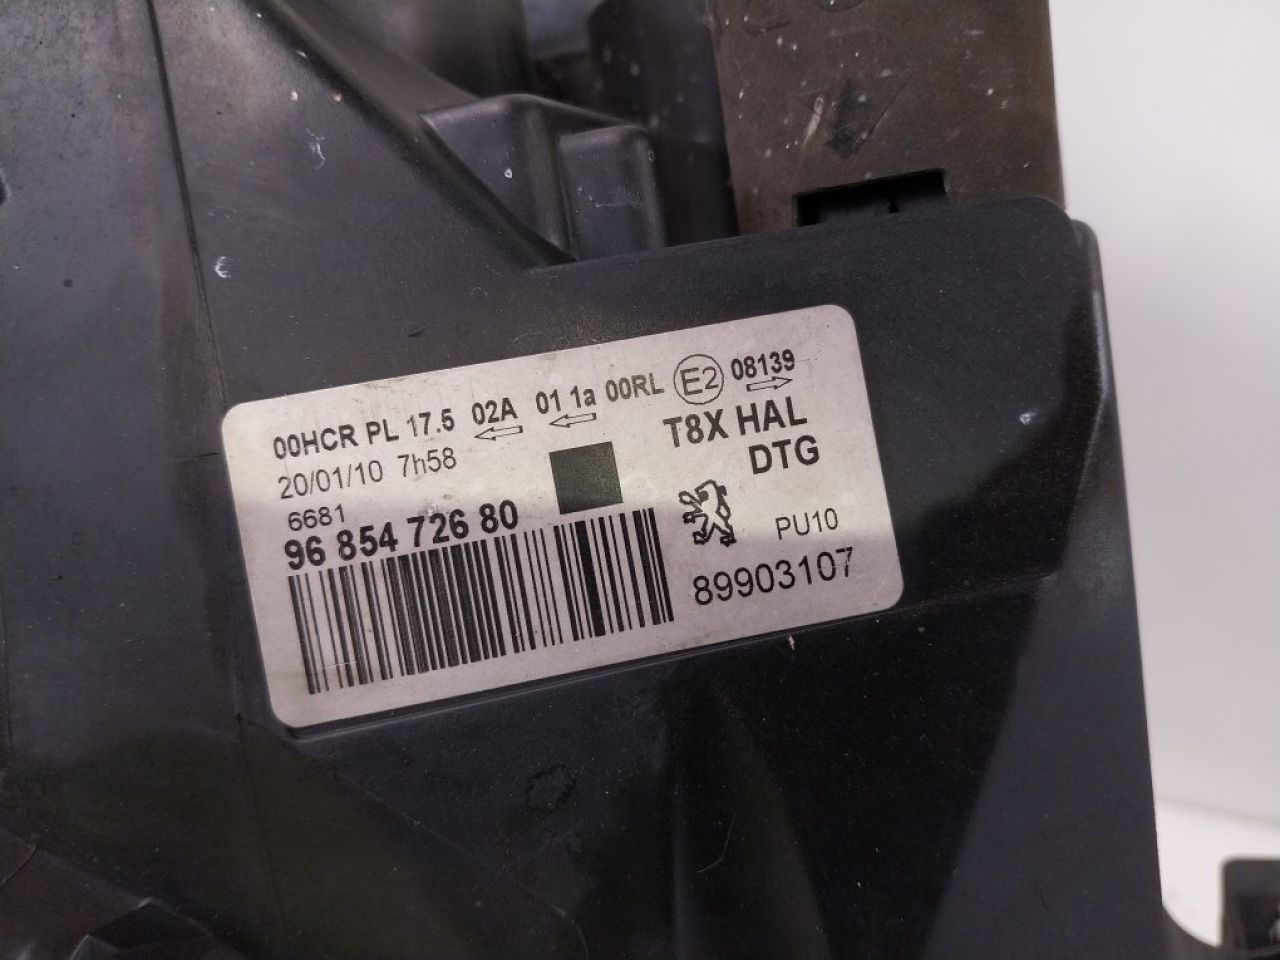 00HCR PL 17.5 02A 01 1a 00RL E2 08139
20/01/10 7h58
T8X HAL
DTG
6681
96 854 726 80
PU10
89903107